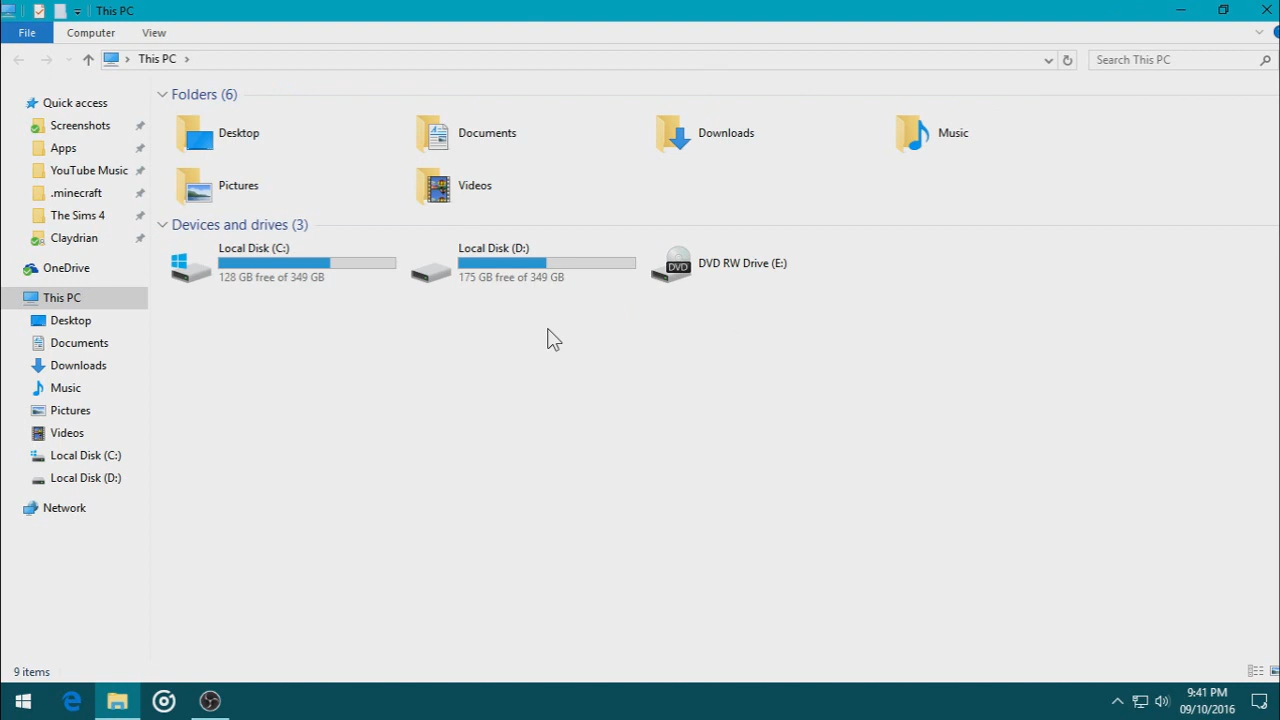 This PC
File Computer View
This PC
Search This PC
Quick access
Screenshots
Apps
YouTube Music
.minecraft
The Sims 4
Claydrian
OneDrive
This PC
Desktop
Documents
Downloads
Music
Pictures
Videos
Local Disk (C:)
Local Disk (D:)
Network
Folders (6)
Desktop
Documents
Downloads
Music
Pictures
Videos
Devices and drives (3)
Local Disk (C:)
128 GB free of 349 GB
Local Disk (D:)
175 GB free of 349 GB
DVD
DVD RW Drive (E:)
9 items
9:41 PM
09/10/2016